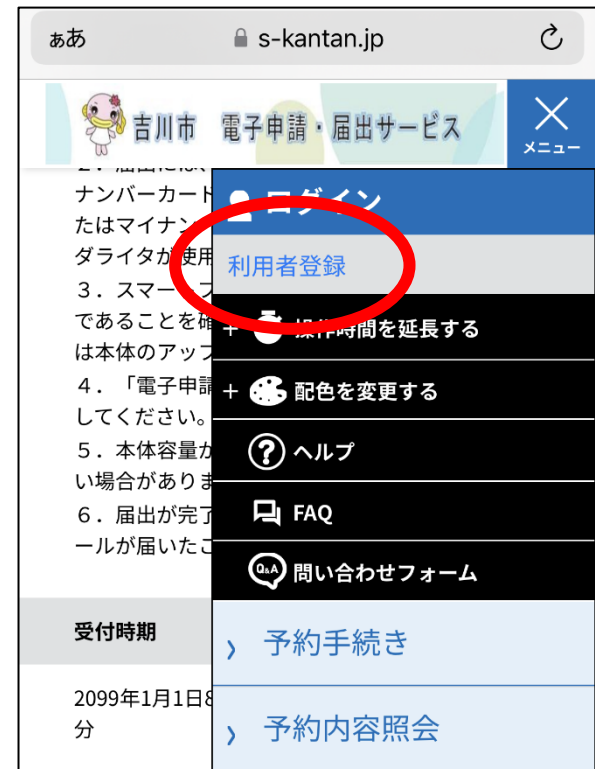 ぁあ s-kantan.jp
吉川市 電子申請・届出サービス
メニュー
ナンバーカード
たはマイナン
ダライタが使用
3．スマートフ
であることを確
は本体のアップ
4．「電子申請
してください。
5．本体容量が
い場合がありま
6．届出が完了
ールが届いたこ
受付時期
2099年1月1日8
分
ログイン
利用者登録
+ 操作時間を延長する
+ 配色を変更する
? ヘルプ
FAQ
Q&A 問い合わせフォーム
› 予約手続き
› 予約内容照会